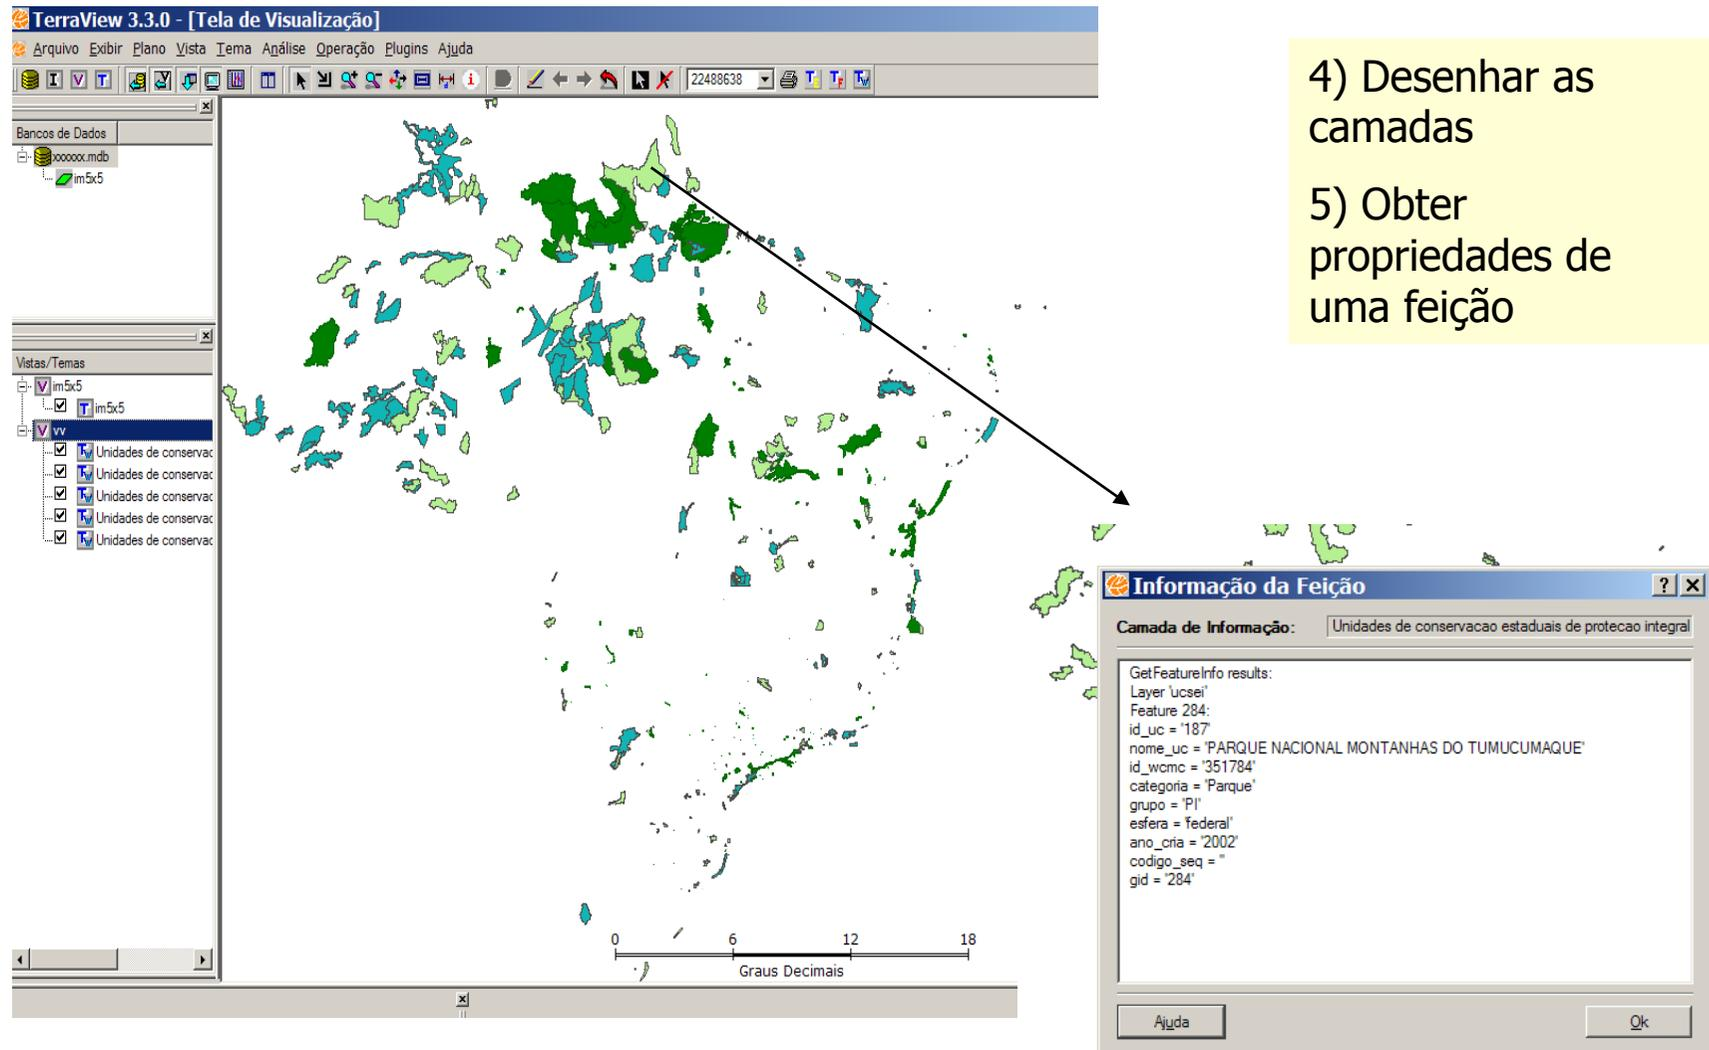 TerraView 3.3.0 - [Tela de Visualização]
Arquivo Exibir Plano Vista Tema Análise Operação Plugins Ajuda
22488638
Bancos de Dados
xxxxxx.mdb
im5x5
Vistas/Temas
im5x5
im5x5
vv
Unidades de conservac
Unidades de conservac
Unidades de conservac
Unidades de conservac
Unidades de conservac
0 6 12 18
Graus Decimais
4) Desenhar as
camadas
5) Obter
propriedades de
uma feição
Informação da Feição
Camada de Informação: Unidades de conservacao estaduais de protecao integral
GetFeatureInfo results:
Layer 'ucsei'
Feature 284:
id_uc = '187'
nome_uc = 'PARQUE NACIONAL MONTANHAS DO TUMUCUMAQUE'
id_wcmc = '351784'
categoria = 'Parque'
grupo = 'PI'
esfera = 'federal'
ano_cria = '2002'
codigo_seq = ''
gid = '284'
Ajuda Ok